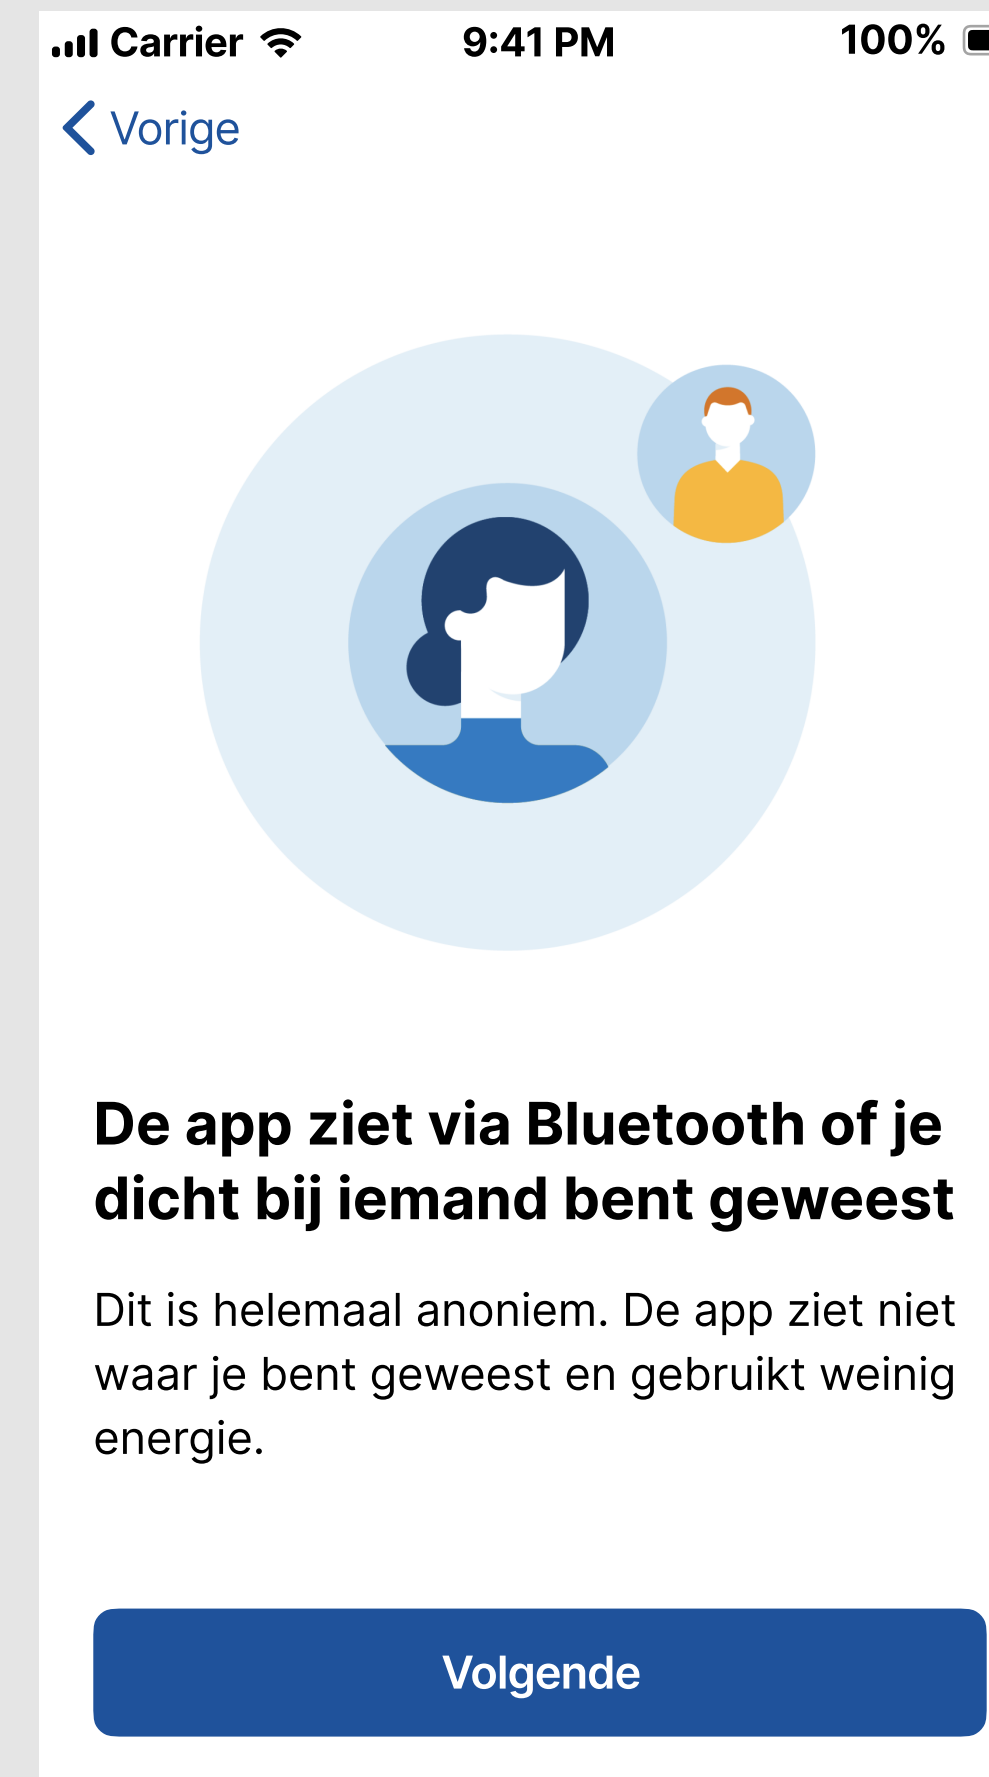 Carrier 9:41 PM 100%
Vorige
De app ziet via Bluetooth of je
dicht bij iemand bent geweest
Dit is helemaal anoniem. De app ziet niet
waar je bent geweest en gebruikt weinig
energie.
Volgende